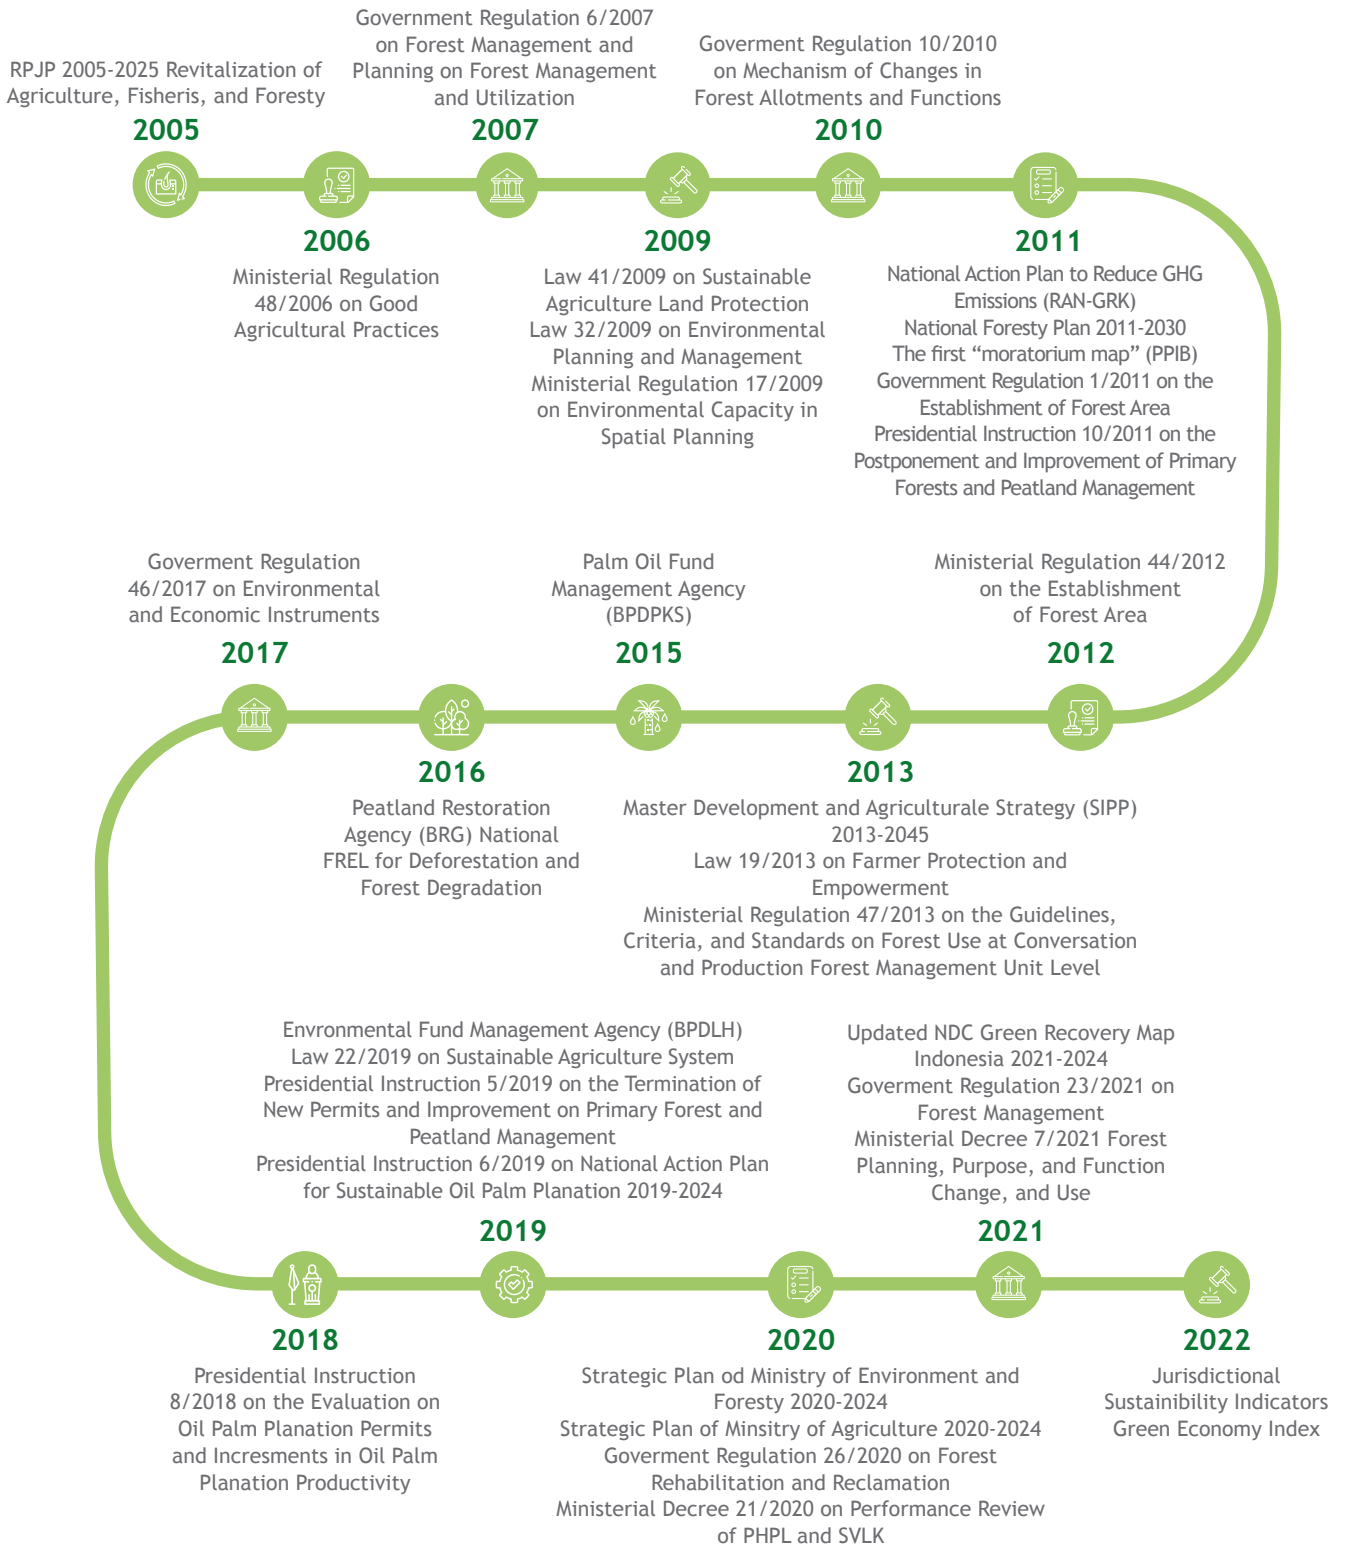 RPJP 2005-2025 Revitalization of
Agriculture, Fisheris, and Foresty
2005
Ministerial Regulation
48/2006 on Good
Agricultural Practices
2006
Government Regulation 6/2007
on Forest Management and
Planning on Forest Management
and Utilization
2007
2009
Law 41/2009 on Sustainable
Agriculture Land Protection
Law 32/2009 on Environmental
Planning and Management
Ministerial Regulation 17/2009
on Environmental Capacity in
Spatial Planning
Goverment Regulation 10/2010
on Mechanism of Changes in
Forest Allotments and Functions
2010
2011
National Action Plan to Reduce GHG
Emissions (RAN-GRK)
National Foresty Plan 2011-2030
The first “moratorium map” (PPIB)
Government Regulation 1/2011 on the
Establishment of Forest Area
Presidential Instruction 10/2011 on the
Postponement and Improvement of Primary
Forests and Peatland Management
Ministerial Regulation 44/2012
on the Establishment
of Forest Area
2012
2013
Master Development and Agriculturale Strategy (SIPP)
2013-2045
Law 19/2013 on Farmer Protection and
Empowerment
Ministerial Regulation 47/2013 on the Guidelines,
Criteria, and Standards on Forest Use at Conversation
and Production Forest Management Unit Level
Palm Oil Fund
Management Agency
(BPDPKS)
2015
2016
Peatland Restoration
Agency (BRG) National
FREL for Deforestation and
Forest Degradation
Goverment Regulation
46/2017 on Environmental
and Economic Instruments
2017
2018
Presidential Instruction
8/2018 on the Evaluation on
Oil Palm Planation Permits
and Incresments in Oil Palm
Planation Productivity
Envronmental Fund Management Agency (BPDLH)
Law 22/2019 on Sustainable Agriculture System
Presidential Instruction 5/2019 on the Termination of
New Permits and Improvement on Primary Forest and
Peatland Management
Presidential Instruction 6/2019 on National Action Plan
for Sustainable Oil Palm Planation 2019-2024
2019
2020
Strategic Plan od Ministry of Environment and
Foresty 2020-2024
Strategic Plan of Minsitry of Agriculture 2020-2024
Goverment Regulation 26/2020 on Forest
Rehabilitation and Reclamation
Ministerial Decree 21/2020 on Performance Review
of PHPL and SVLK
Updated NDC Green Recovery Map
Indonesia 2021-2024
Goverment Regulation 23/2021 on
Forest Management
Ministerial Decree 7/2021 Forest
Planning, Purpose, and Function
Change, and Use
2021
2022
Jurisdictional
Sustainibility Indicators
Green Economy Index